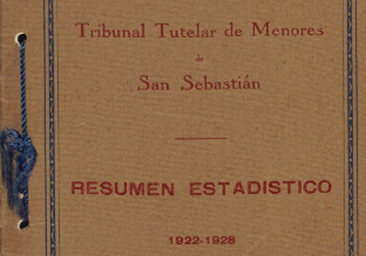 Tribunal Tutelar de Menores
de
San Sebastián
RESUMEN ESTADISTICO
1922-1928